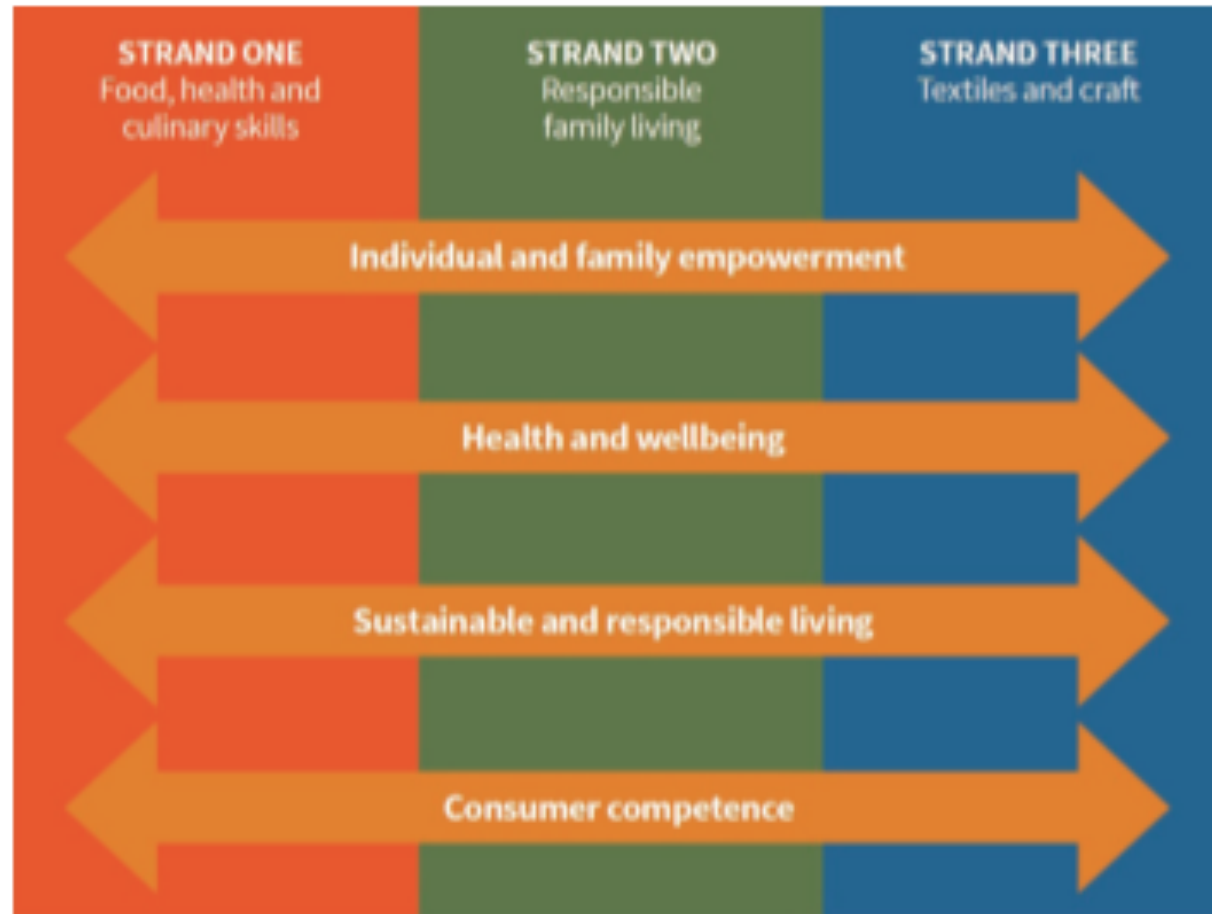 STRAND ONE
Food, health and
culinary skills
STRAND TWO
Responsible
family living
STRAND THREE
Textiles and craft
Individual and family empowerment
Health and wellbeing
Sustainable and responsible living
Consumer competence